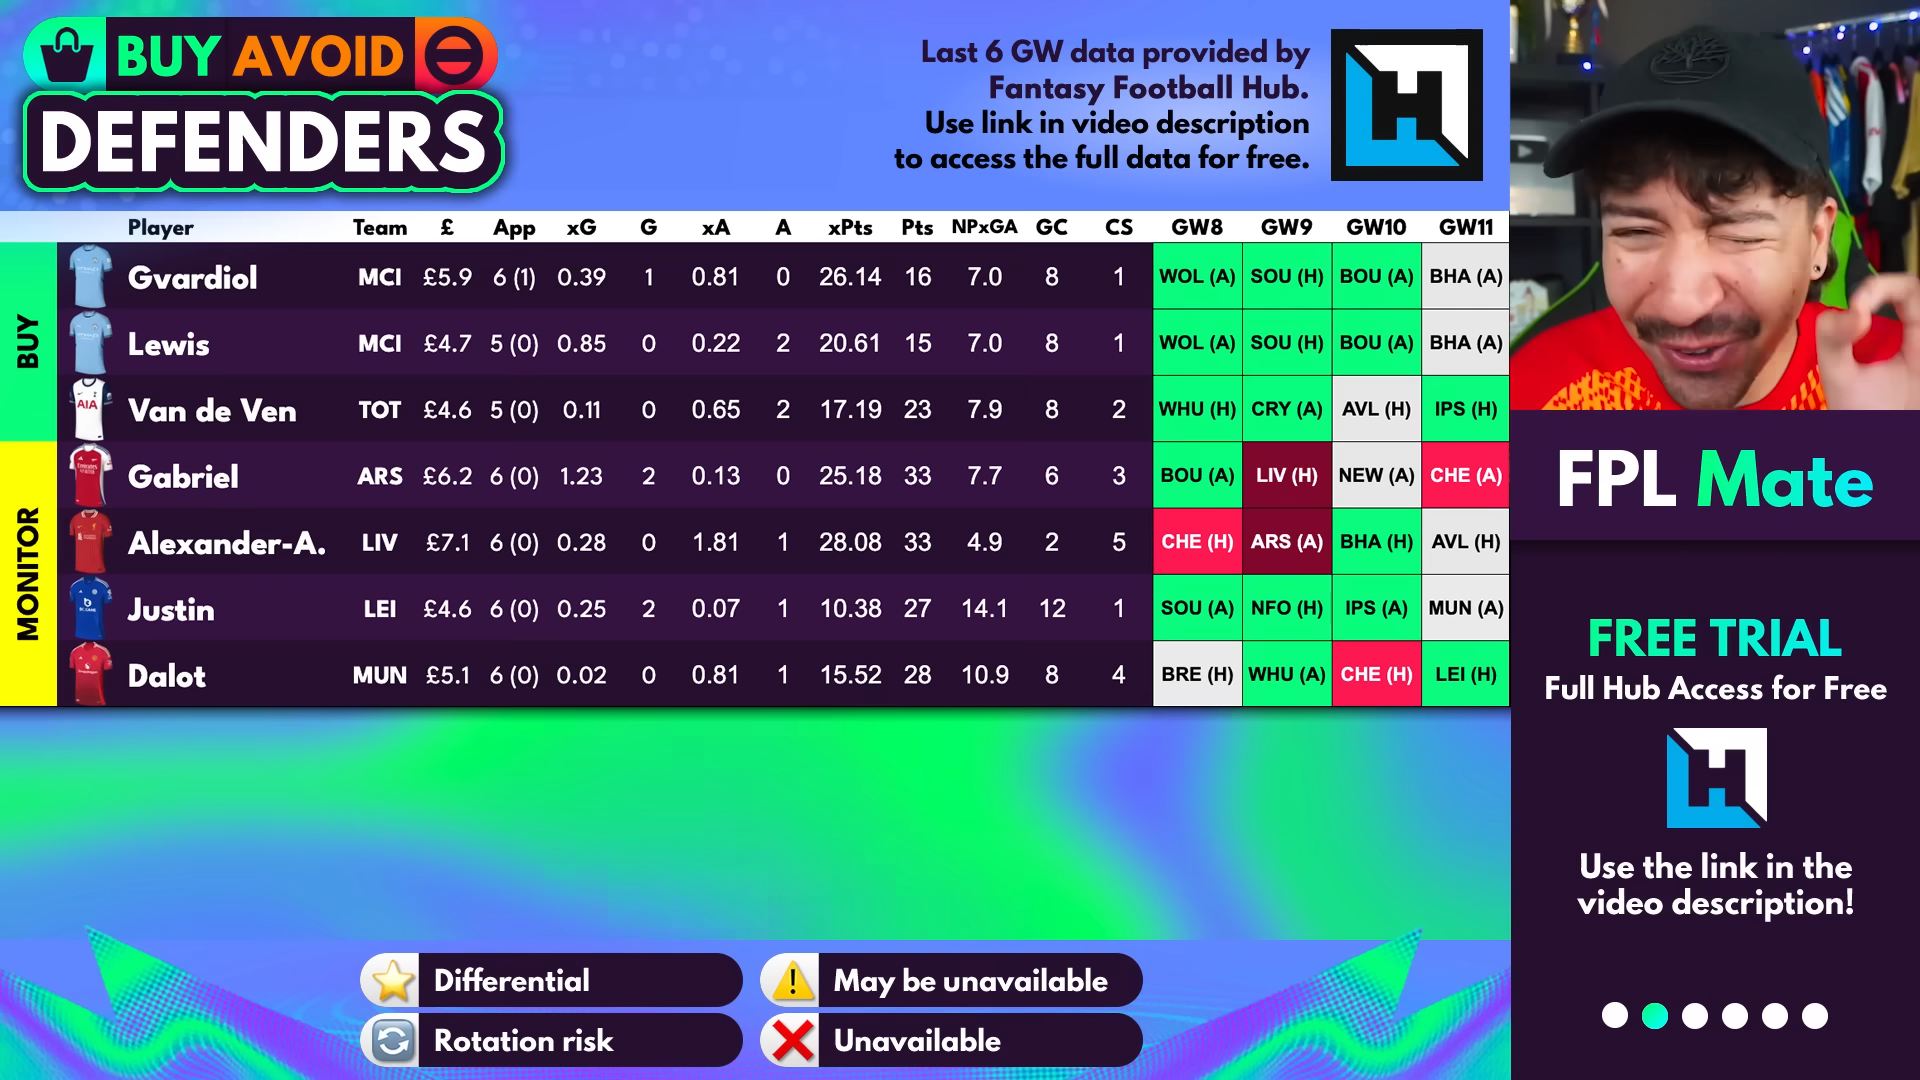 BUY AVOID
DEFENDERS
Last 6 GW data provided by
Fantasy Football Hub.
Use link in video description
to access the full data for free.
Player Team £ App xG G xA A xPts Pts NPxGA GC CS GW8 GW9 GW10 GW11
BUY
Gvardiol MCI £5.9 6 (1) 0.39 1 0.81 0 26.14 16 7.0 8 1 WOL (A) SOU (H) BOU (A) BHA (A)
Lewis MCI £4.7 5 (0) 0.85 0 0.22 2 20.61 15 7.0 8 1 WOL (A) SOU (H) BOU (A) BHA (A)
AIA
Van de Ven TOT £4.6 5 (0) 0.11 0 0.65 2 17.19 23 7.9 8 2 WHU (H) CRY (A) AVL (H) IPS (H)
MONITOR
Gabriel ARS £6.2 6 (0) 1.23 2 0.13 0 25.18 33 7.7 6 3 BOU (A) LIV (H) NEW (A) CHE (A)
Alexander-A. LIV £7.1 6 (0) 0.28 0 1.81 1 28.08 33 4.9 2 5 CHE (H) ARS (A) BHA (H) AVL (H)
Justin LEI £4.6 6 (0) 0.25 2 0.07 1 10.38 27 14.1 12 1 SOU (A) NFO (H) IPS (A) MUN (A)
Dalot MUN £5.1 6 (0) 0.02 0 0.81 1 15.52 28 10.9 8 4 BRE (H) WHU (A) CHE (H) LEI (H)
Differential
May be unavailable
Rotation risk
Unavailable
FPL Mate
FREE TRIAL
Full Hub Access for Free
Use the link in the
video description!